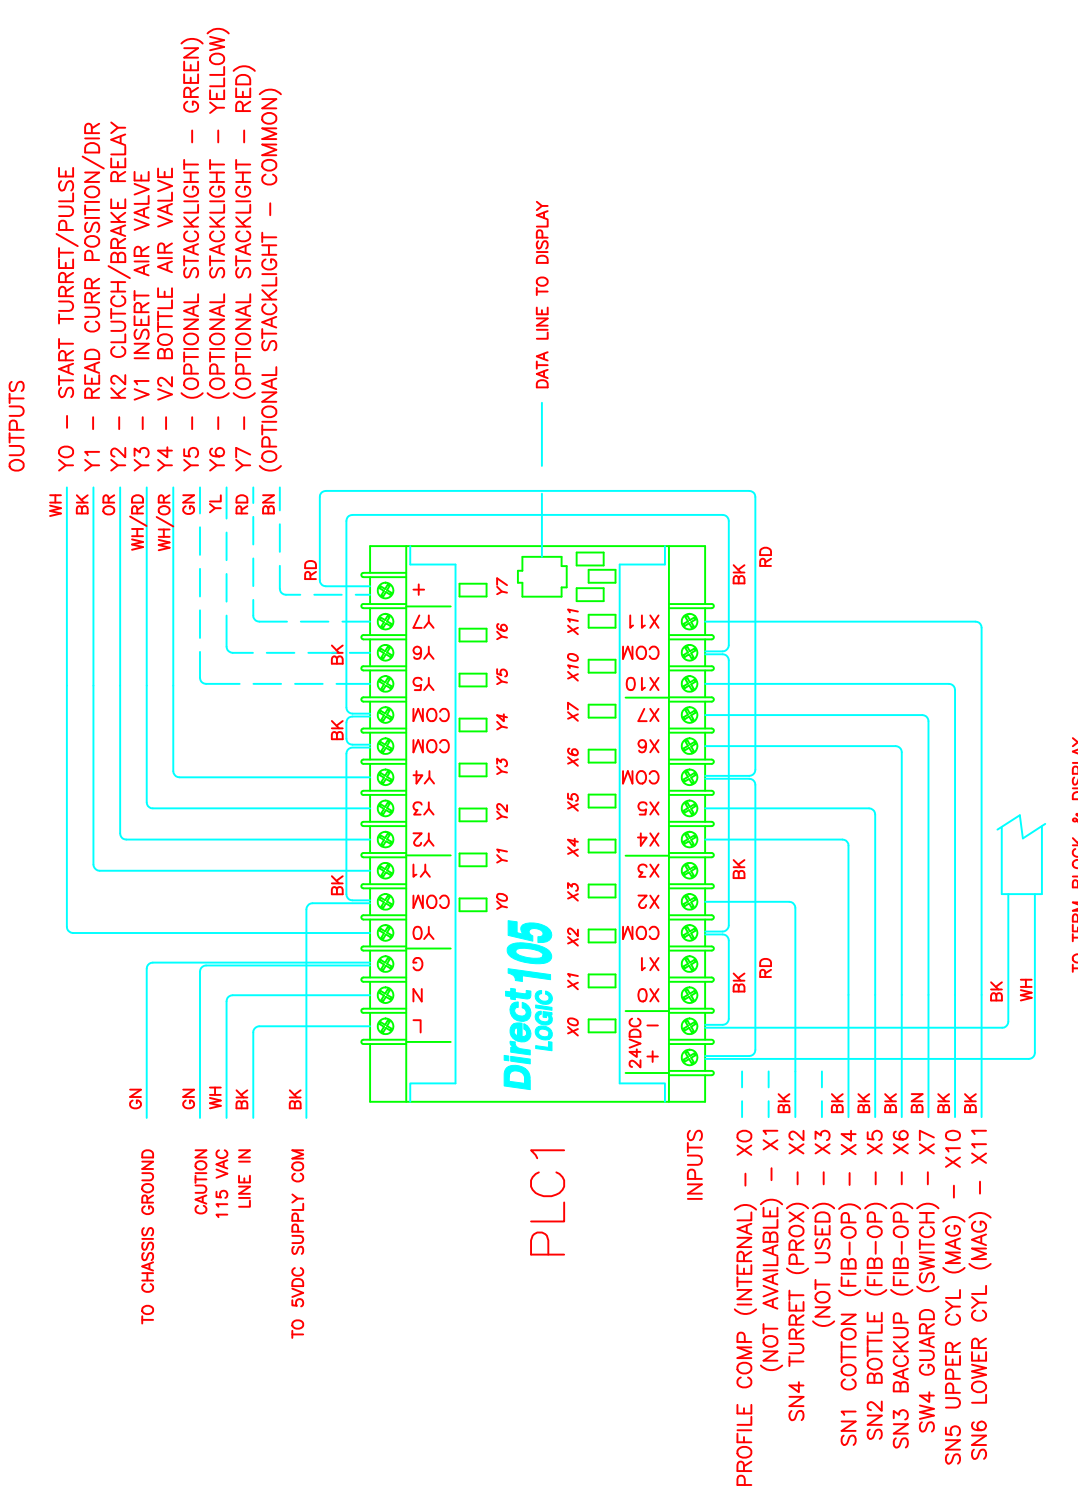 OUTPUTS
Y0 - START TURRET/PULSE
Y1 - READ CURR POSITION/DIR
Y2 - K2 CLUTCH/BRAKE RELAY
Y3 - V1 INSERT AIR VALVE
Y4 - V2 BOTTLE AIR VALVE
Y5 - (OPTIONAL STACKLIGHT - GREEN)
Y6 - (OPTIONAL STACKLIGHT - YELLOW)
Y7 - (OPTIONAL STACKLIGHT - RED)
(OPTIONAL STACKLIGHT - COMMON)
WH
BK
OR
WH/RD
WH/OR
GN
YL
RD
BN
DATA LINE TO DISPLAY
RD
BK
BK
BK
TO CHASSIS GROUND
GN
CAUTION
115 VAC
LINE IN
GN
WH
BK
TO 5VDC SUPPLY COM
BK
L
N
G
Y0
COM
Y1
Y2
Y3
Y4
COM
COM
Y5
Y6
Y7
+
Y0
Y1
Y2
Y3
Y4
Y5
Y6
Y7
PLC1
Direct
LOGIC
105
X0
X1
X2
X3
X4
X5
X6
X7
X10
X11
24VDC
+
-
X0
X1
COM
X2
X3
X4
X5
COM
X6
X7
X10
COM
X11
BK
RD
BK
BK
RD
BK
WH
TO TERM BLOCK & DISPLAY
INPUTS
PROFILE COMP (INTERNAL) - X0
(NOT AVAILABLE) - X1
SN4 TURRET (PROX) - X2
(NOT USED) - X3
SN1 COTTON (FIB-OP) - X4
SN2 BOTTLE (FIB-OP) - X5
SN3 BACKUP (FIB-OP) - X6
SW4 GUARD (SWITCH) - X7
SN5 UPPER CYL (MAG) - X10
SN6 LOWER CYL (MAG) - X11
BK
BK
BK
BK
BN
BK
BK